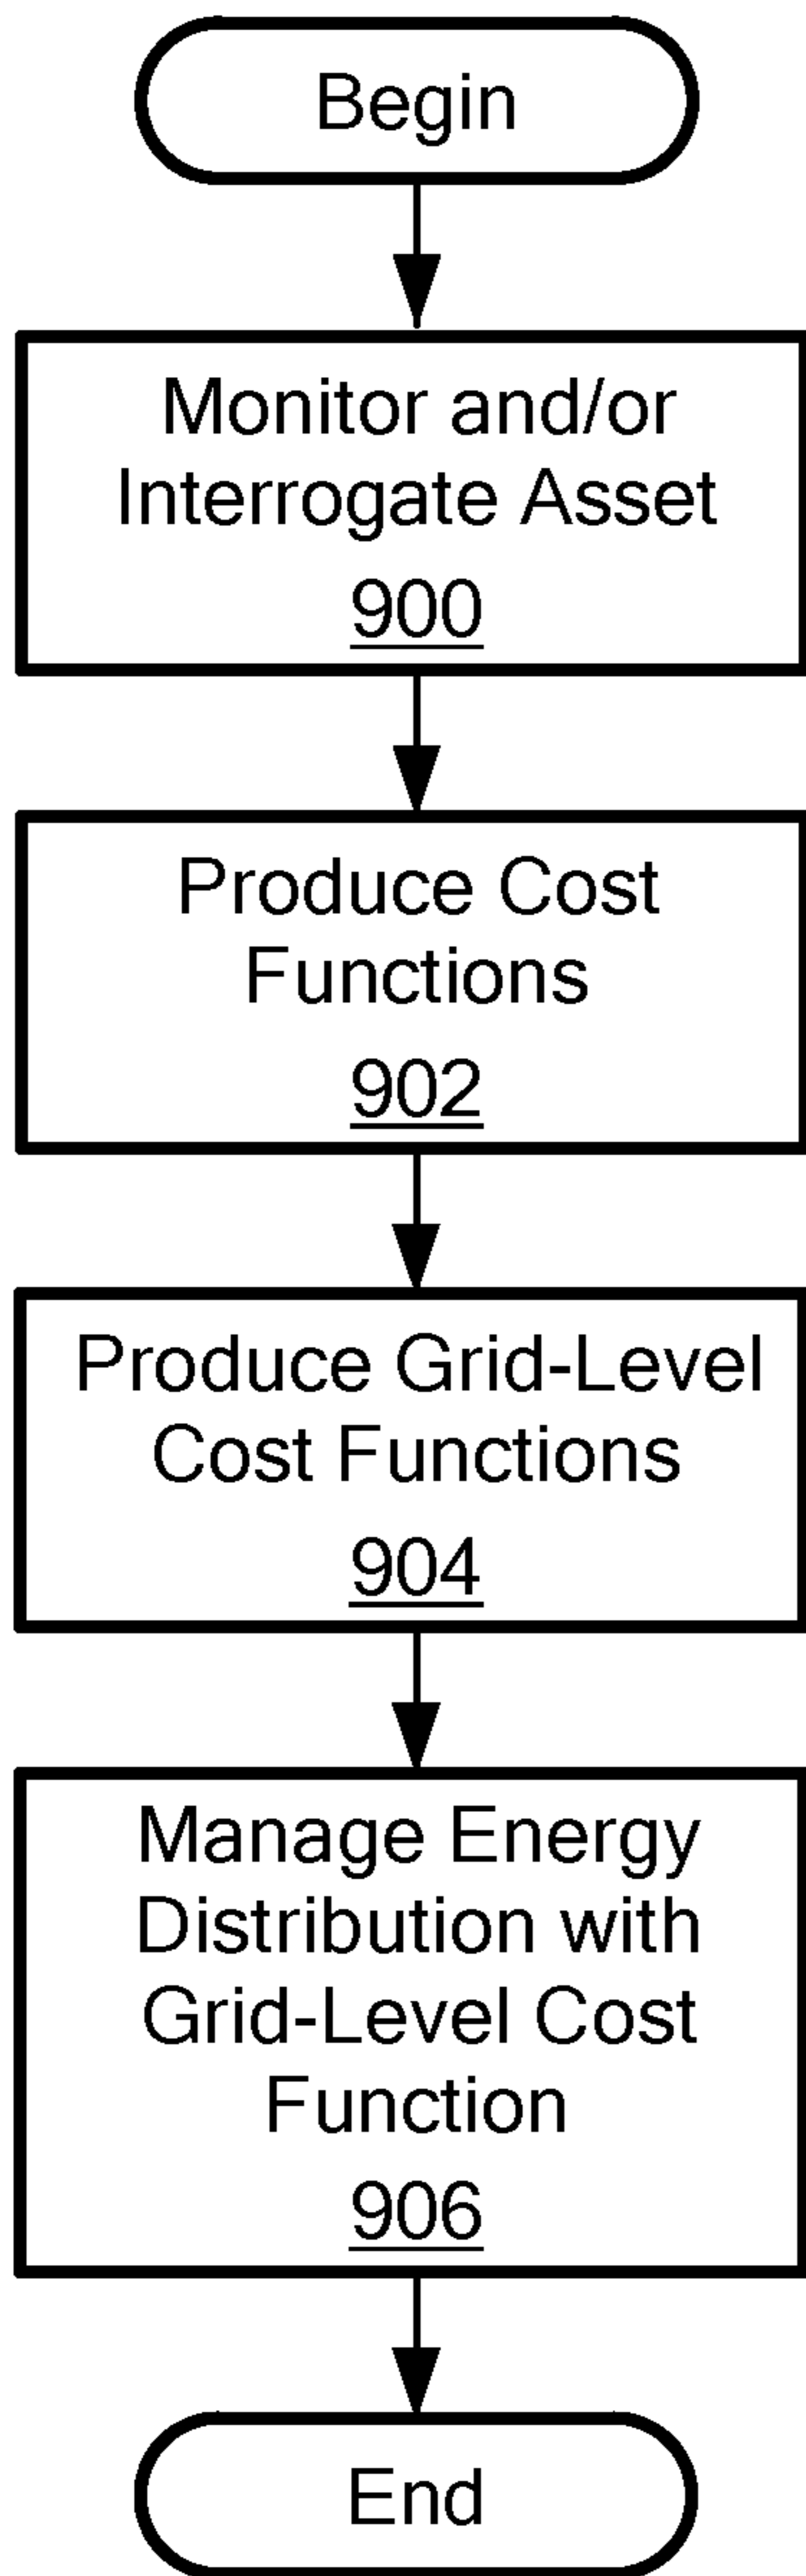 Begin
Monitor and/or
Interrogate Asset
900
Produce Cost
Functions
902
Produce Grid-Level
Cost Functions
904
Manage Energy
Distribution with
Grid-Level Cost
Function
906
End